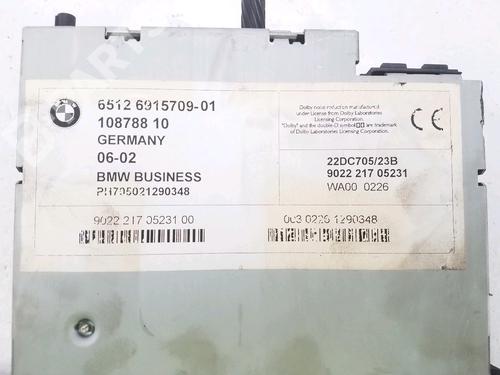 6512 6915709-01
108788 10
GERMANY
06-02
BMW BUSINESS
PH705021290348
Dolby noise reduction manufactured
under license from Dolby Laboratories
Licensing Corporation.
"Dolby" and the double-D symbol are trademark
of Dolby Laboratories Licensing Corporation.
CE
22DC705/23B
9022 217 05231
WA00 0226
9022 217 05231 00
003 0226 1290348